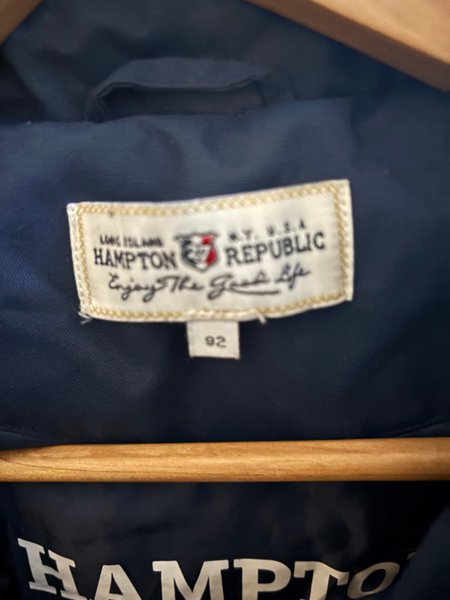 LONG ISLAND N.Y. U.S.A
HAMPTON REPUBLIC
Enjoy The Good Life
92
HAMPTO